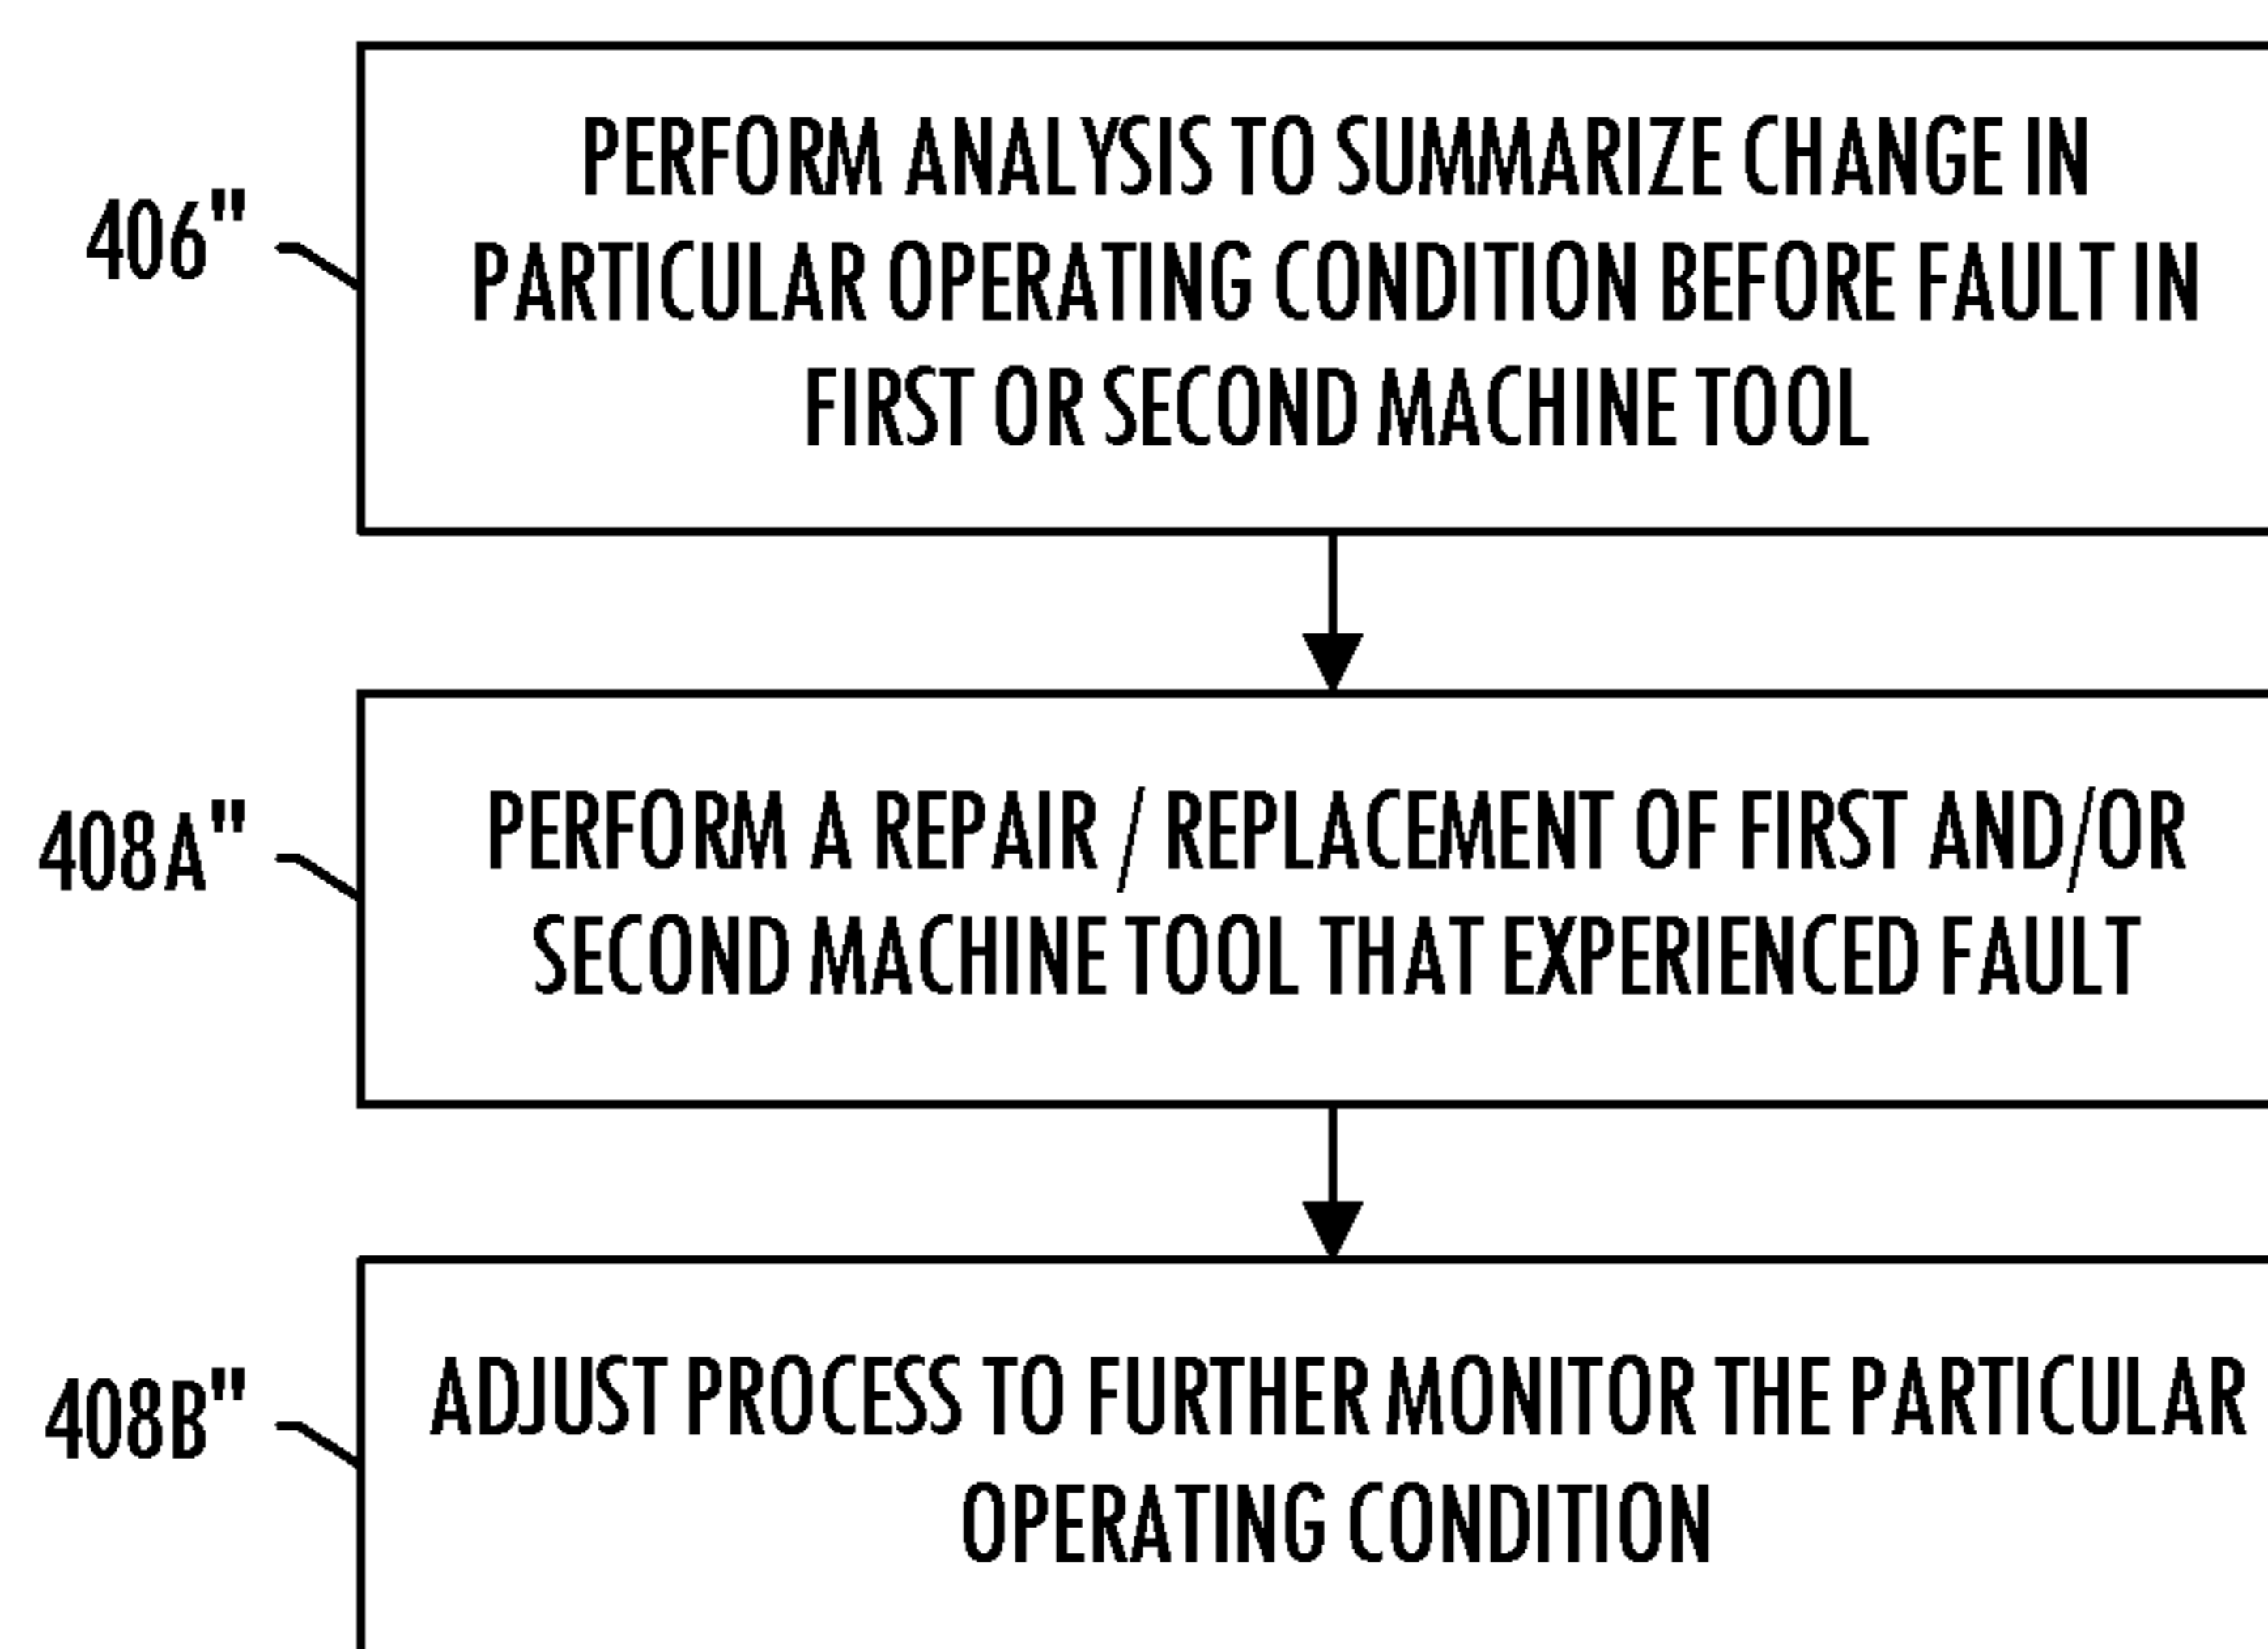 406"
PERFORM ANALYSIS TO SUMMARIZE CHANGE IN
PARTICULAR OPERATING CONDITION BEFORE FAULT IN
FIRST OR SECOND MACHINE TOOL
408A"
PERFORM A REPAIR / REPLACEMENT OF FIRST AND/OR
SECOND MACHINE TOOL THAT EXPERIENCED FAULT
408B"
ADJUST PROCESS TO FURTHER MONITOR THE PARTICULAR
OPERATING CONDITION